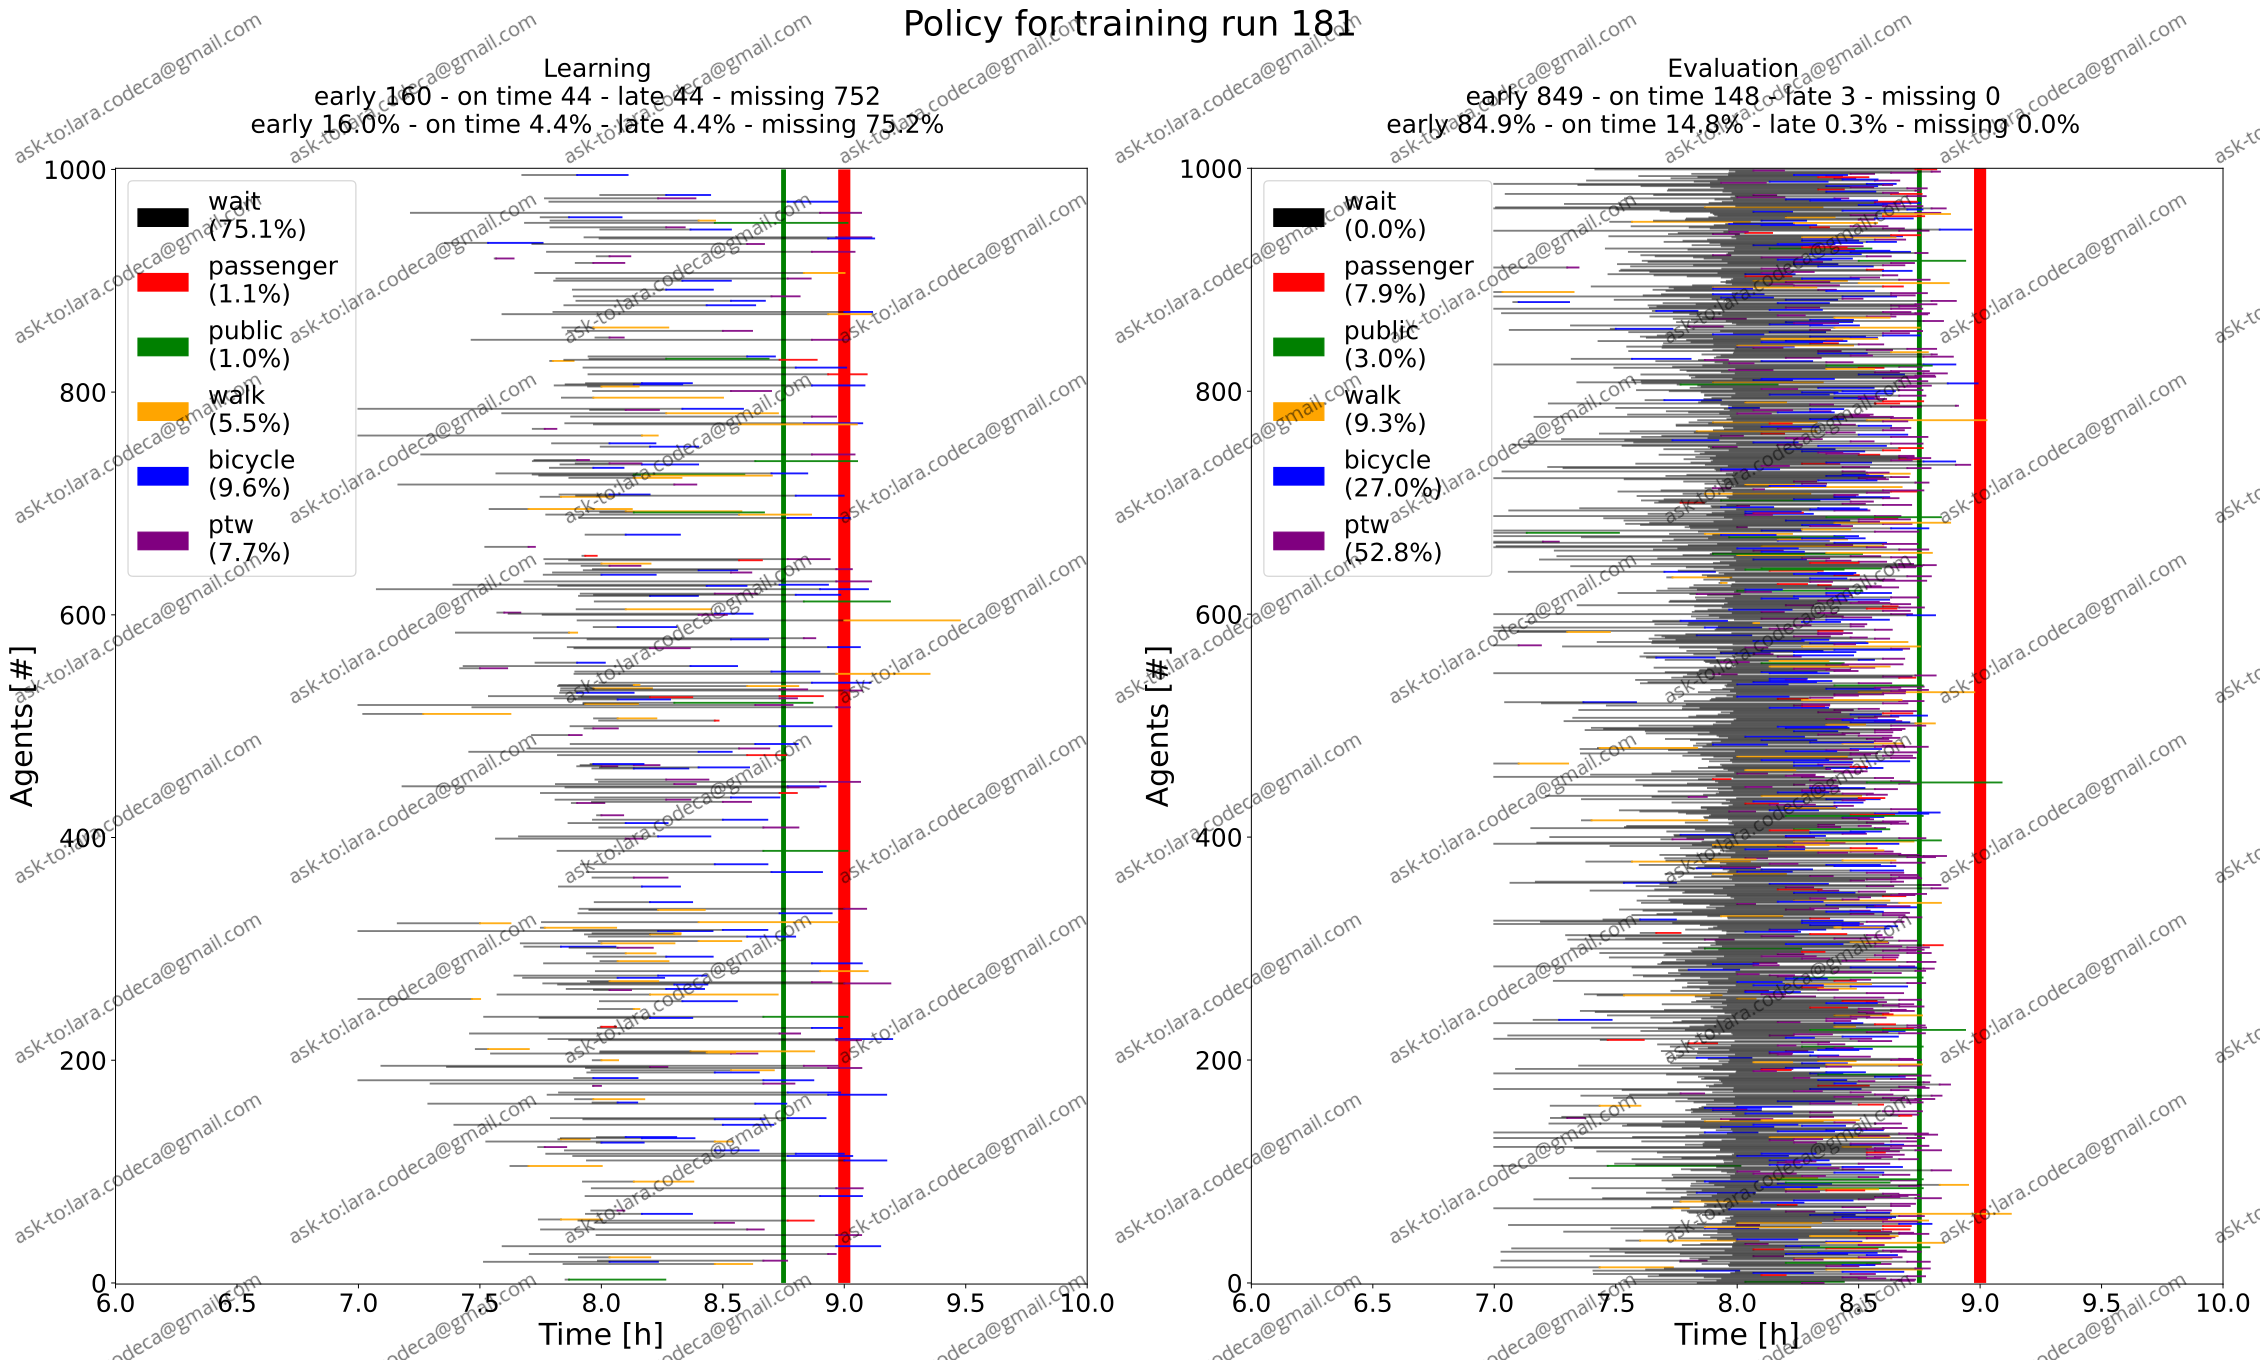 Policy for training run 181
Learning
early 160 - on time 44 - late 44 - missing 752
early 16.0% - on time 4.4% - late 4.4% - missing 75.2%
1000
800
600
400
200
0
Agents [#]
wait
(75.1%)
passenger
(1.1%)
public
(1.0%)
walk
(5.5%)
bicycle
(9.6%)
ptw
(7.7%)
6.0 6.5 7.0 7.5 8.0 8.5 9.0 9.5 10.0
Time [h]
Evaluation
early 849 - on time 148 - late 3 - missing 0
early 84.9% - on time 14.8% - late 0.3% - missing 0.0%
1000
800
600
400
200
0
Agents [#]
wait
(0.0%)
passenger
(7.9%)
public
(3.0%)
walk
(9.3%)
bicycle
(27.0%)
ptw
(52.8%)
6.0 6.5 7.0 7.5 8.0 8.5 9.0 9.5 10.0
Time [h]
ask-to:lara.codeca@gmail.com